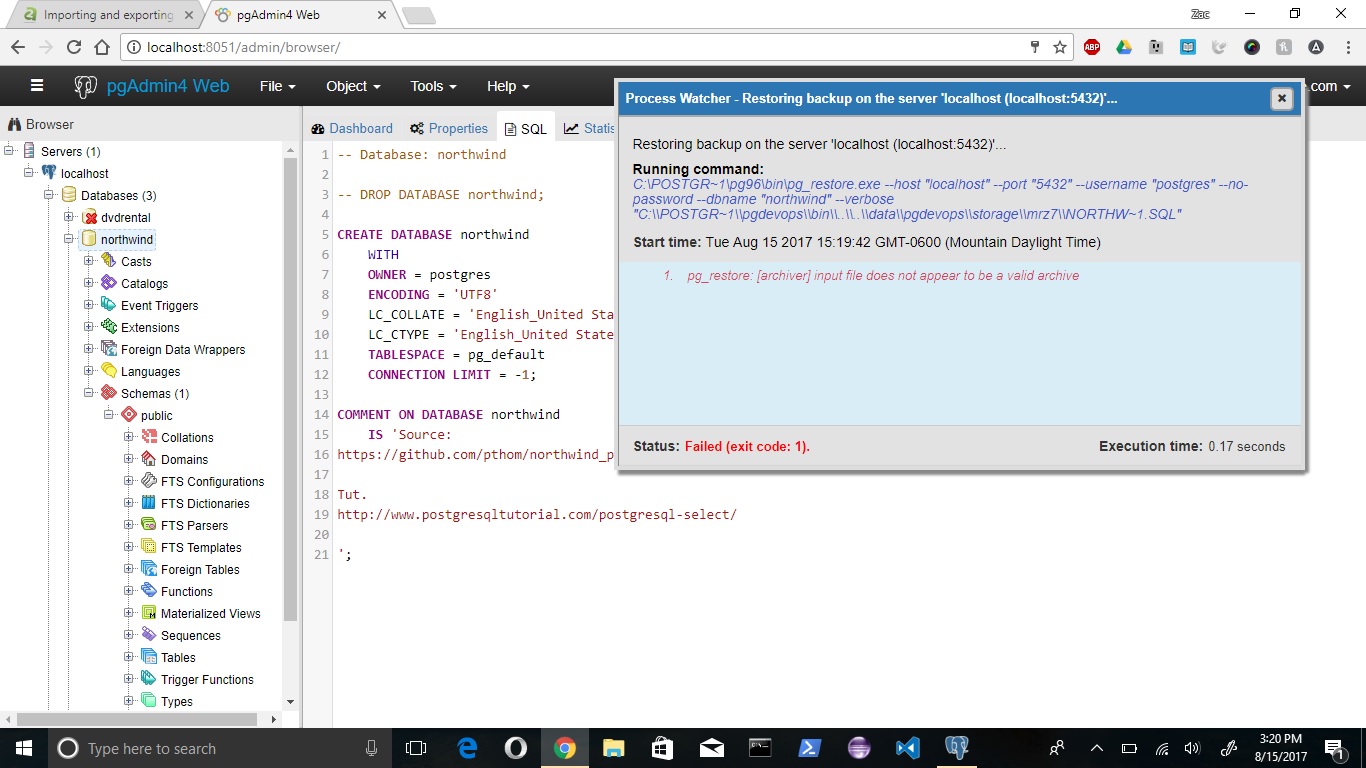 Importing and exporting
pgAdmin4 Web
Zac
localhost:8051/admin/browser/
ABP
A
pgAdmin4 Web
File
Object
Tools
Help
.com
Browser
Servers (1)
localhost
Databases (3)
dvdrental
northwind
Casts
Catalogs
Event Triggers
Extensions
Foreign Data Wrappers
Languages
Schemas (1)
public
Collations
Domains
FTS Configurations
FTS Dictionaries
FTS Parsers
FTS Templates
Foreign Tables
Functions
Materialized Views
Sequences
Tables
Trigger Functions
Types
Dashboard
Properties
SQL
Statis
1 -- Database: northwind
2
3 -- DROP DATABASE northwind;
4
5 CREATE DATABASE northwind
6 WITH
7 OWNER = postgres
8 ENCODING = 'UTF8'
9 LC_COLLATE = 'English_United Sta
10 LC_CTYPE = 'English_United State
11 TABLESPACE = pg_default
12 CONNECTION LIMIT = -1;
13
14 COMMENT ON DATABASE northwind
15 IS 'Source:
16 https://github.com/pthom/northwind_p
17
18 Tut.
19 http://www.postgresqltutorial.com/postgresql-select/
20
21 ';
Process Watcher - Restoring backup on the server 'localhost (localhost:5432)'...
Restoring backup on the server 'localhost (localhost:5432)'...
Running command:
C:\POSTGR~1\pg96\bin\pg_restore.exe --host "localhost" --port "5432" --username "postgres" --no-
password --dbname "northwind" --verbose
"C:\\POSTGR~1\\pgdevops\\bin\\..\\..\\data\\pgdevops\\storage\\mrz7\\NORTHW~1.SQL"
Start time: Tue Aug 15 2017 15:19:42 GMT-0600 (Mountain Daylight Time)
1. pg_restore: [archiver] input file does not appear to be a valid archive
Status: Failed (exit code: 1).
Execution time: 0.17 seconds
Type here to search
3:20 PM
8/15/2017
1